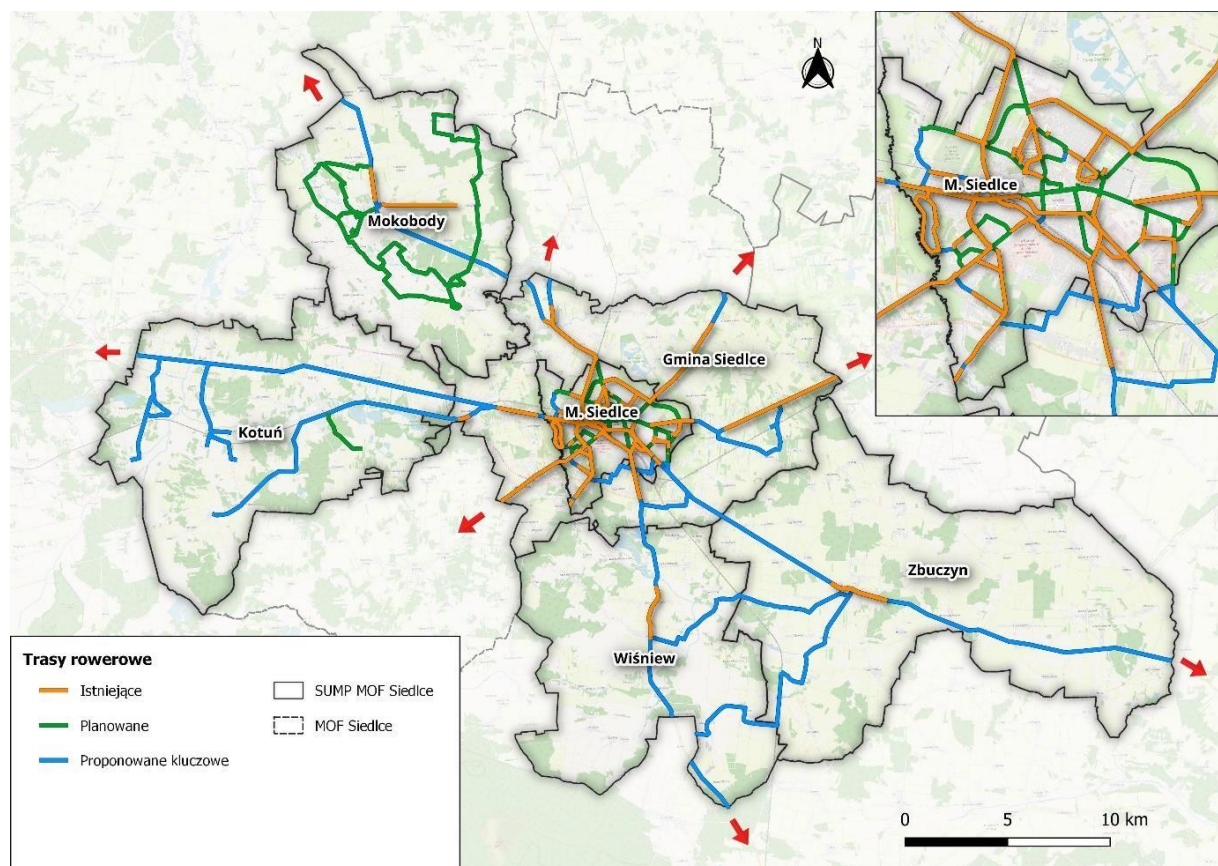 N
M. Siedlce
Mokobody
Gmina Siedlce
M. Siedlce
Kotuń
Zbuczyn
Wiśniew
Trasy rowerowe
Istniejące
SUMP MOF Siedlce
Planowane
MOF Siedlce
Proponowane kluczowe
0 5 10 km